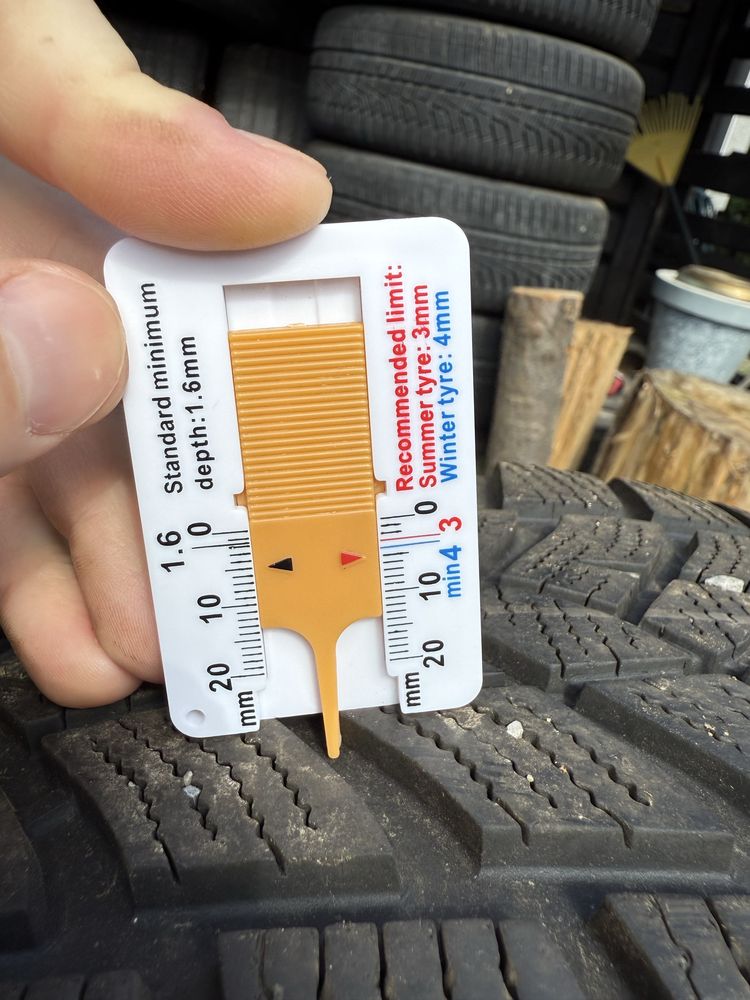 Standard minimum
depth:1.6mm
Recommended limit:
Summer tyre: 3mm
Winter tyre: 4mm
1.6
0
10
20
mm
0
10
20
mm
3
min4